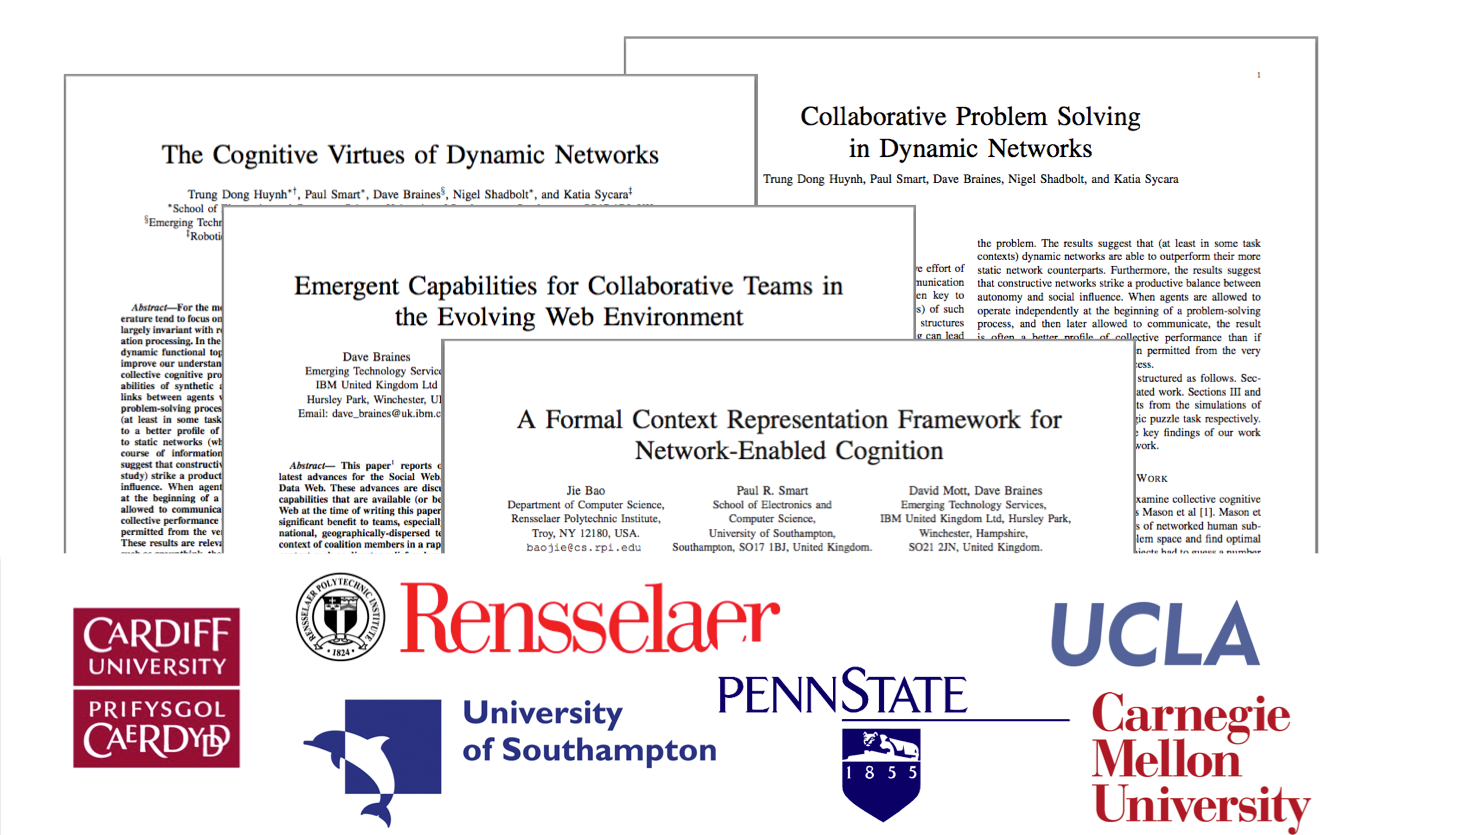 1
Collaborative Problem Solving
in Dynamic Networks
Trung Dong Huynh, Paul Smart, Dave Braines, Nigel Shadbolt, and Katia Sycara
the problem. The results suggest that (at least in some task
contexts) dynamic networks are able to outperform their more
static network counterparts. Furthermore, the results suggest
that constructive networks strike a productive balance between
autonomy and social influence. When agents are allowed to
operate independently at the beginning of a problem-solving
process, and then later allowed to communicate, the result
is often a better profile of collective performance than if
n permitted from the very
cess.
structured as follows. Sec-
ated work. Sections III and
ts from the simulations of
gic puzzle task respectively.
key findings of our work
work.
WORK
xamine collective cognitive
s Mason et al [1]. Mason et
s of networked human sub-
lem space and find optimal
jects had to guess a number
e effort of
munication
en key to
s) of such
structures
g can lead
The Cognitive Virtues of Dynamic Networks
Trung Dong Huynh*†, Paul Smart*, Dave Braines§, Nigel Shadbolt*, and Katia Sycara‡
*School of
§Emerging Techn
‡Roboti
Abstract—For the m
erature tend to focus on
largely invariant with r
ation processing. In the
dynamic functional top
improve our understan
collective cognitive pro
abilities of synthetic a
links between agents v
problem-solving proces
(at least in some task
to a better profile of
to static networks (wh
course of information
suggest that constructiv
study) strike a product
influence. When agent
at the beginning of a
allowed to communica
collective performance
permitted from the ve
These results are releva
Emergent Capabilities for Collaborative Teams in
the Evolving Web Environment
Dave Braines
Emerging Technology Service
IBM United Kingdom Ltd
Hursley Park, Winchester, U
Email: dave_braines@uk.ibm.c
Abstract— This paper1 reports o
latest advances for the Social Web,
Data Web. These advances are discu
capabilities that are available (or be
Web at the time of writing this paper
significant benefit to teams, especiall
national, geographically-dispersed te
context of coalition members in a rap
A Formal Context Representation Framework for
Network-Enabled Cognition
Jie Bao
Department of Computer Science,
Rensselaer Polytechnic Institute,
Troy, NY 12180, USA.
baojie@cs.rpi.edu
Paul R. Smart
School of Electronics and
Computer Science,
University of Southampton,
Southampton, SO17 1BJ, United Kingdom.
David Mott, Dave Braines
Emerging Technology Services,
IBM United Kingdom Ltd, Hursley Park,
Winchester, Hampshire,
SO21 2JN, United Kingdom.
CARDIFF
UNIVERSITY
PRIFYSGOL
CAERDYDD
RENSSELAER POLYTECHNIC INSTITUTE
1824
Rensselaer
University
of Southampton
PENNSTATE
1855
UCLA
Carnegie
Mellon
University